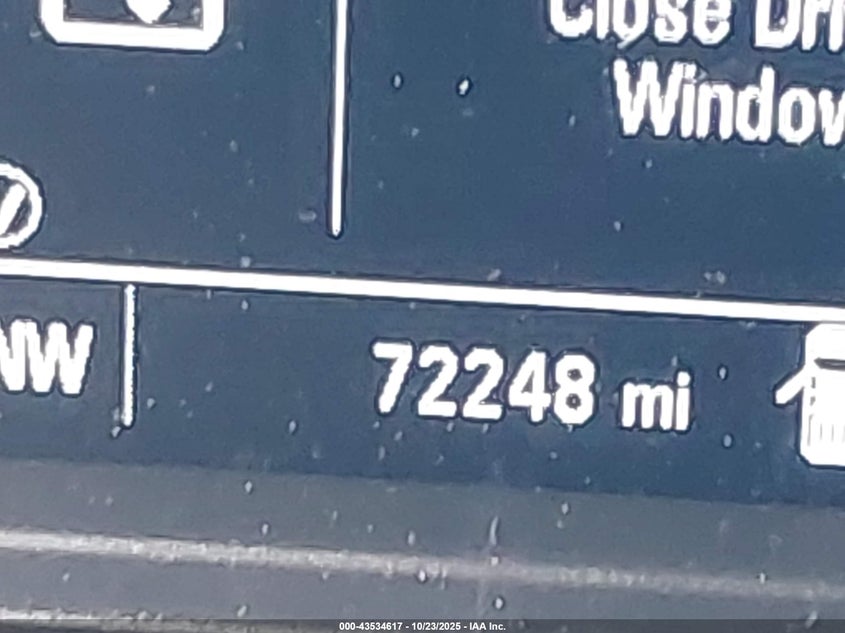 Close Dri
Window
NW
72248 mi
000-43534617 - 10/23/2025 - IAA Inc.